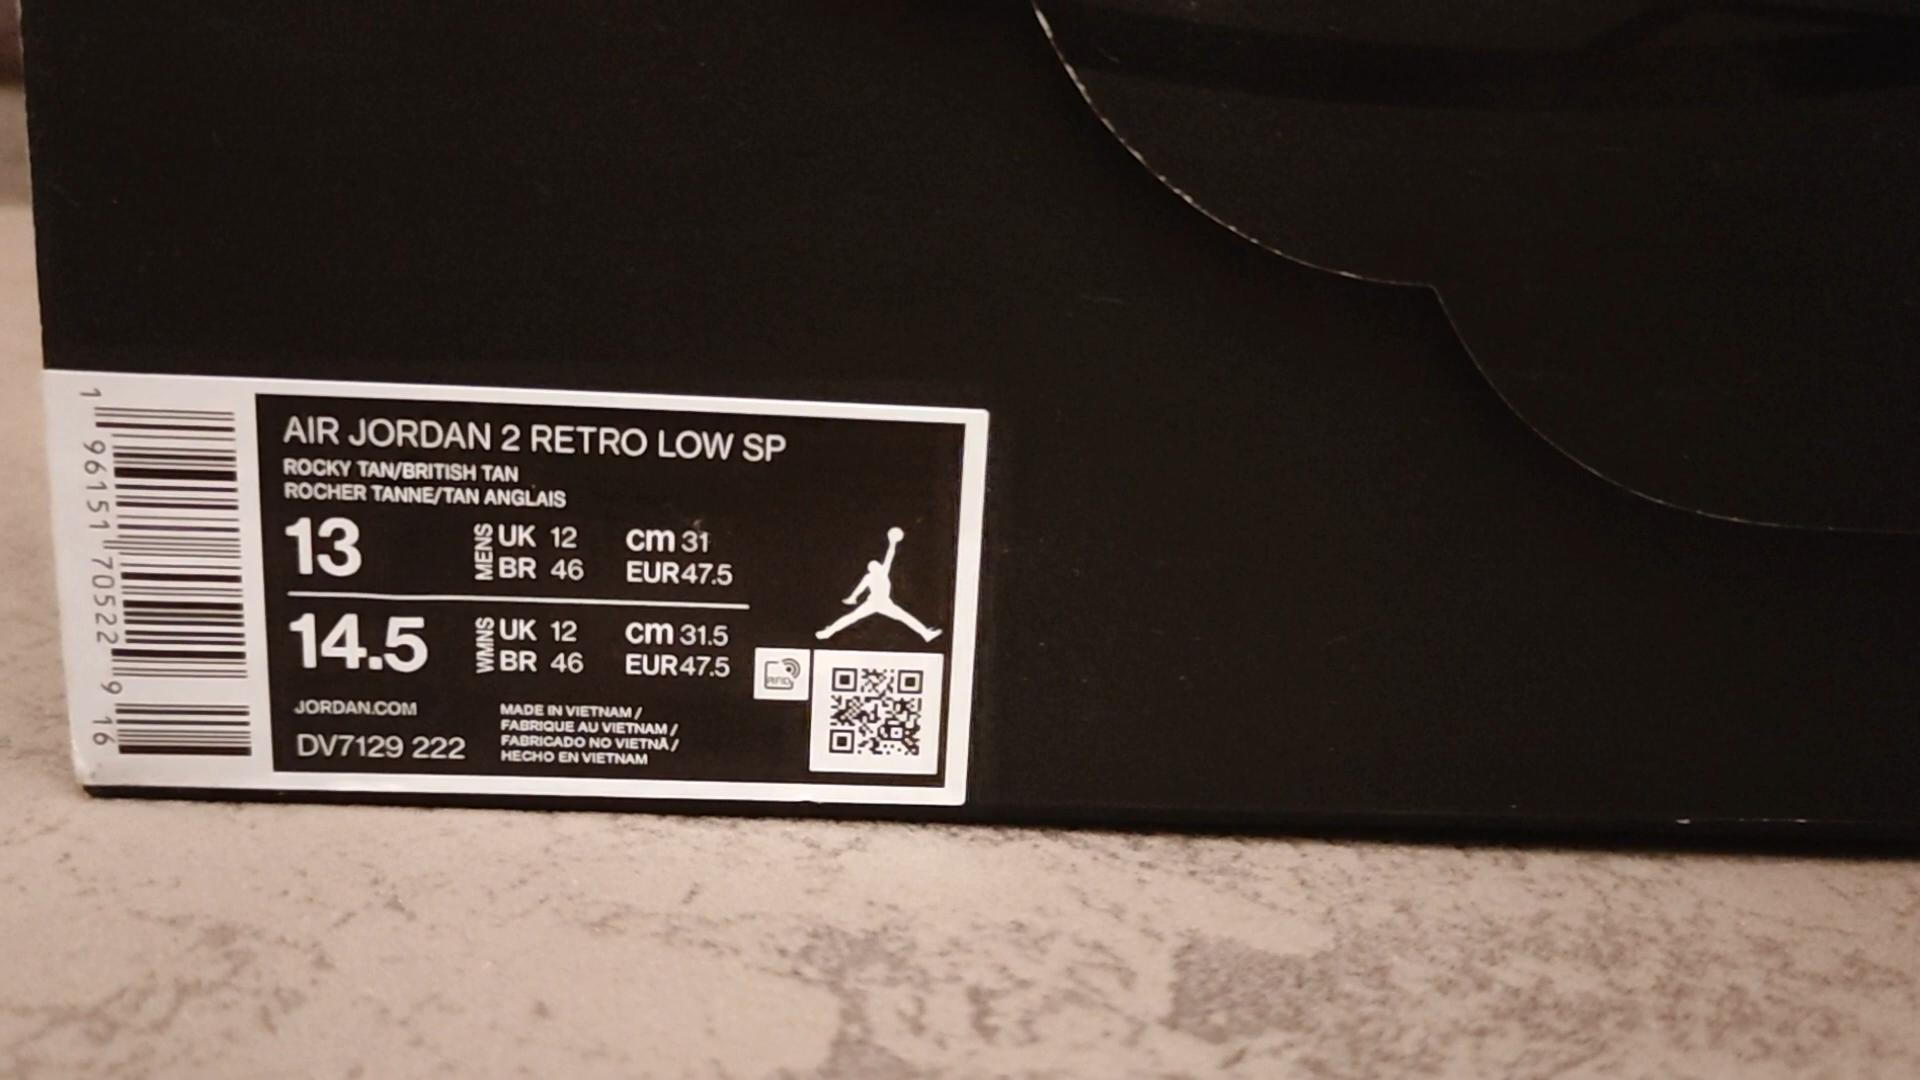 AIR JORDAN 2 RETRO LOW SP
ROCKY TAN/BRITISH TAN
ROCHER TANNE/TAN ANGLAIS
13 MENS UK 12 cm 31
BR 46 EUR 47.5
14.5 WMNS UK 12 cm 31.5
BR 46 EUR 47.5
JORDAN.COM
DV7129 222
MADE IN VIETNAM /
FABRIQUE AU VIETNAM /
FABRICADO NO VIETNÃ /
HECHO EN VIETNAM
RFID
1 96151 70522 9 16